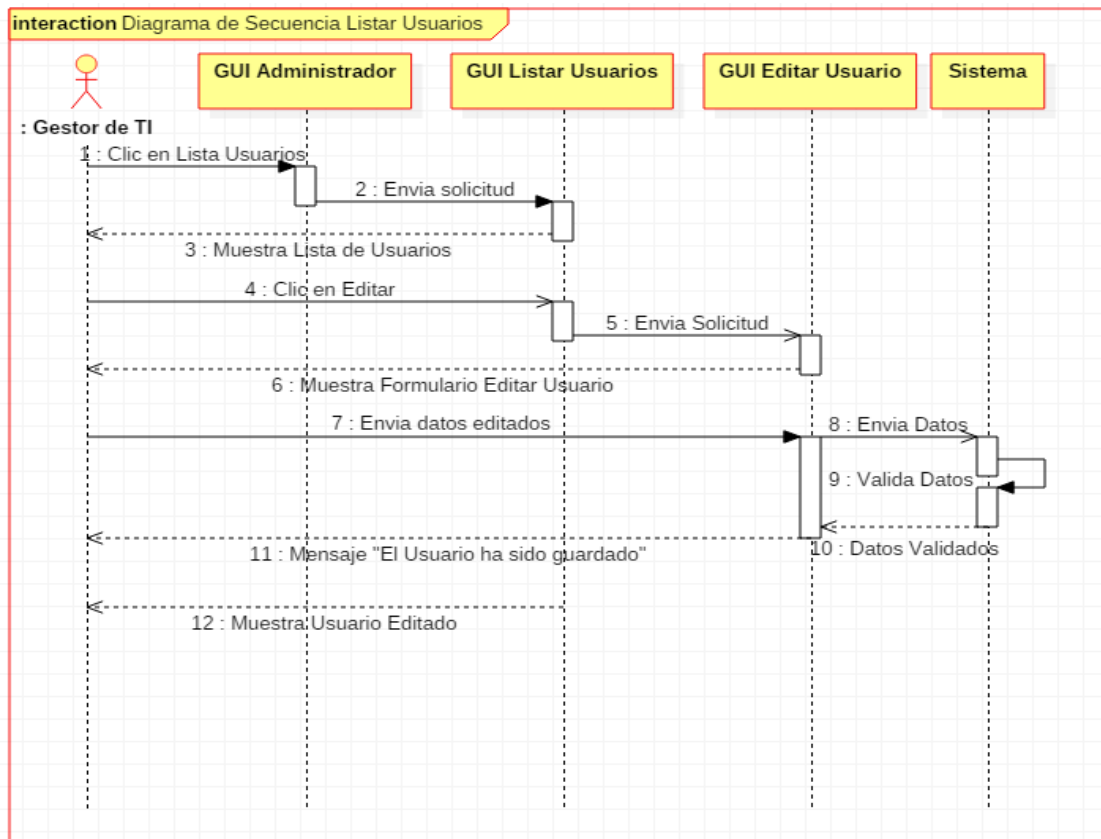 interaction Diagrama de Secuencia Listar Usuarios
GUI Administrador
GUI Listar Usuarios
GUI Editar Usuario
Sistema
: Gestor de TI
1 : Clic en Lista Usuarios
2 : Envia solicitud
3 : Muestra Lista de Usuarios
4 : Clic en Editar
5 : Envia Solicitud
6 : Muestra Formulario Editar Usuario
7 : Envia datos editados
8 : Envia Datos
9 : Valida Datos
10 : Datos Validados
11 : Mensaje "El Usuario ha sido guardado"
12 : Muestra Usuario Editado